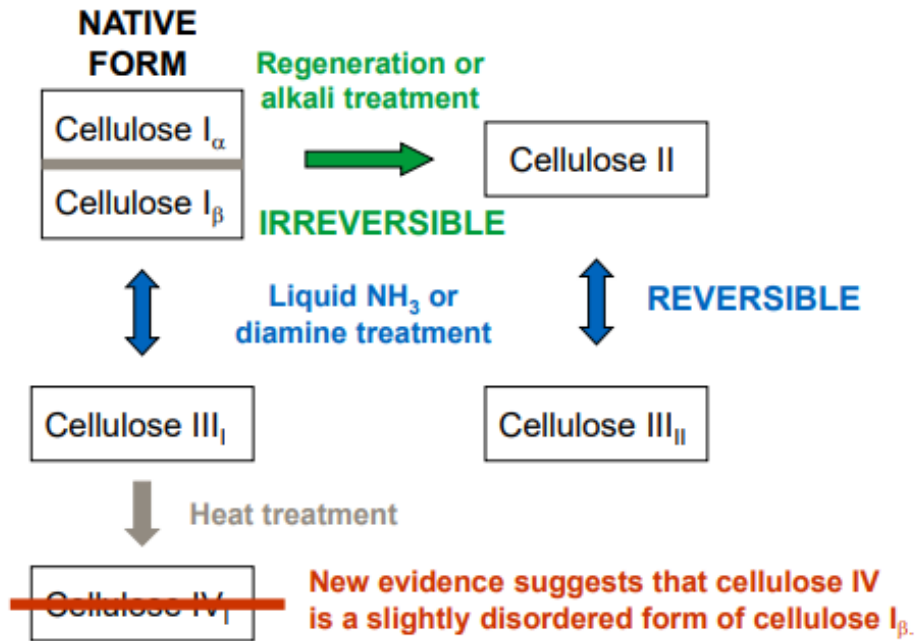 NATIVE
FORM
Regeneration or
alkali treatment
Cellulose Iα
Cellulose Iβ
Cellulose II
IRREVERSIBLE
Liquid NH₃ or
diamine treatment
REVERSIBLE
Cellulose IIII
Cellulose IIIII
Heat treatment
Cellulose IVI
New evidence suggests that cellulose IV
is a slightly disordered form of cellulose Iβ.